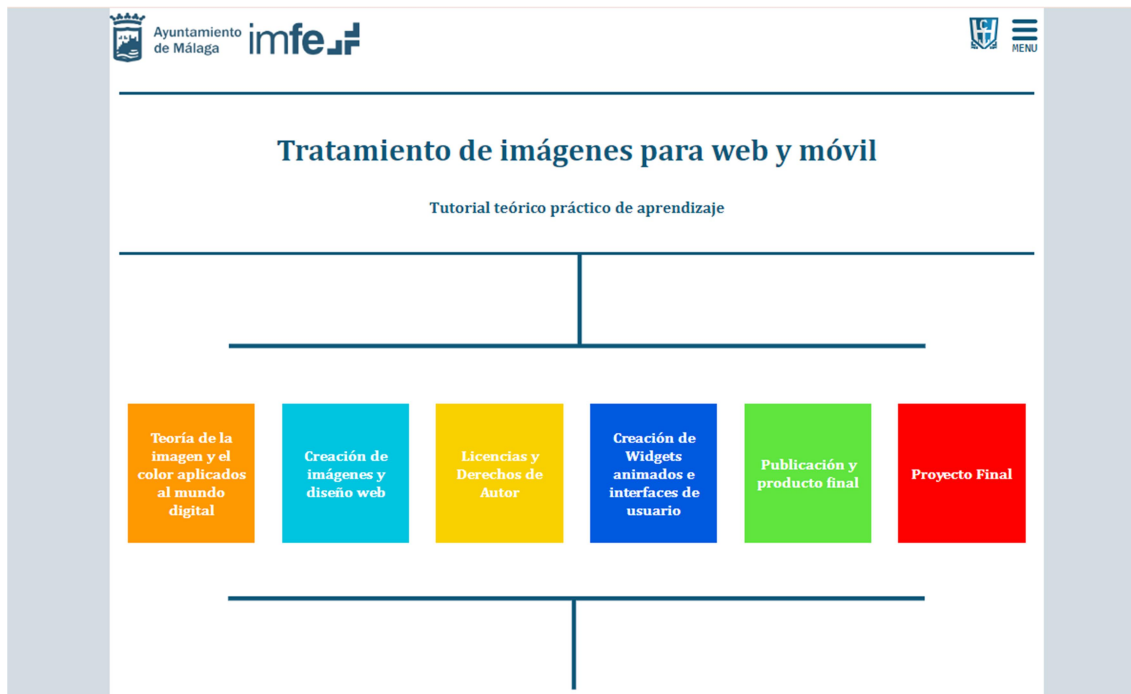 Ayuntamiento
de Málaga
imfe
MENU
Tratamiento de imágenes para web y móvil
Tutorial teórico práctico de aprendizaje
Teoría de la
imagen y el
color aplicados
al mundo
digital
Creación de
imágenes y
diseño web
Licencias y
Derechos de
Autor
Creación de
Widgets
animados e
interfaces de
usuario
Publicación y
producto final
Proyecto Final